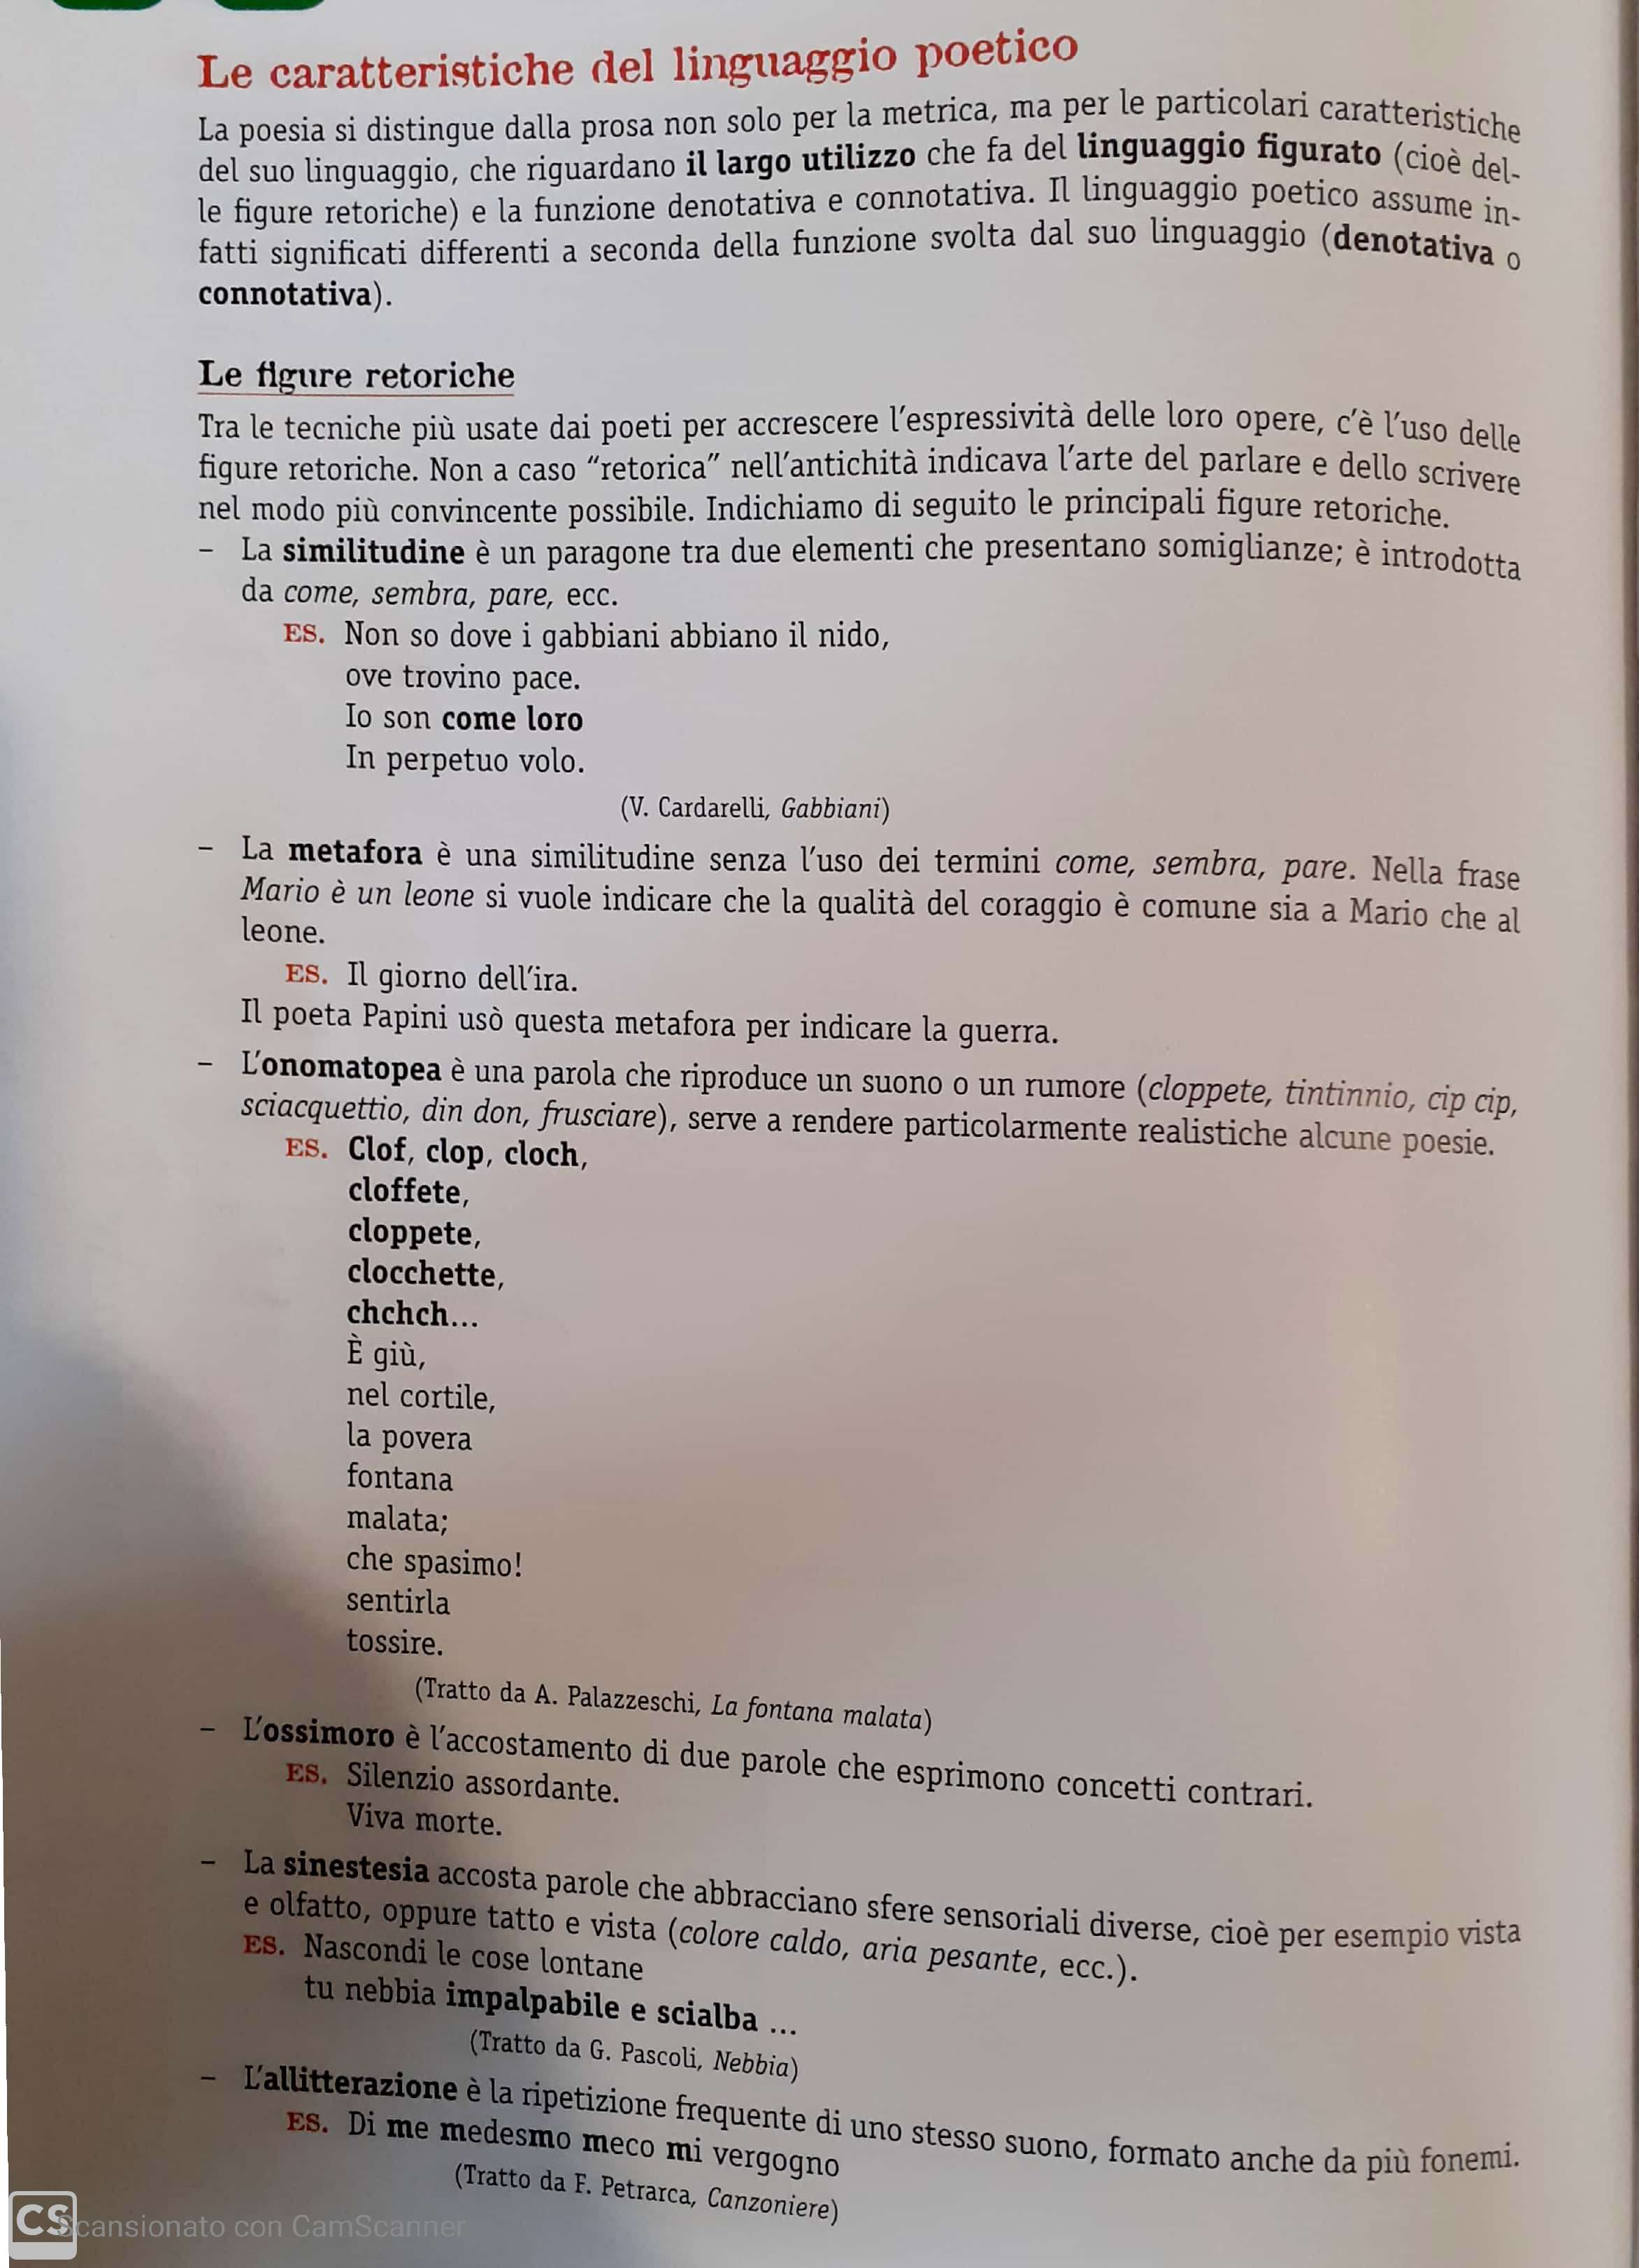 Le caratteristiche del linguaggio poetico
La poesia si distingue dalla prosa non solo per la metrica, ma per le particolari caratteristiche
del suo linguaggio, che riguardano il largo utilizzo che fa del linguaggio figurato (cioè del-
le figure retoriche) e la funzione denotativa e connotativa. Il linguaggio poetico assume in-
fatti significati differenti a seconda della funzione svolta dal suo linguaggio (denotativa o
connotativa).
Le figure retoriche
Tra le tecniche più usate dai poeti per accrescere l'espressività delle loro opere, c'è l'uso delle
figure retoriche. Non a caso “retorica” nell'antichità indicava l'arte del parlare e dello scrivere
nel modo più convincente possibile. Indichiamo di seguito le principali figure retoriche.
– La similitudine è un paragone tra due elementi che presentano somiglianze; è introdotta
da come, sembra, pare, ecc.
ES. Non so dove i gabbiani abbiano il nido,
ove trovino pace.
Io son come loro
In perpetuo volo.
(V. Cardarelli, Gabbiani)
– La metafora è una similitudine senza l'uso dei termini come, sembra, pare. Nella frase
Mario è un leone si vuole indicare che la qualità del coraggio è comune sia a Mario che al
leone.
ES. Il giorno dell'ira.
Il poeta Papini usò questa metafora per indicare la guerra.
– L'onomatopea è una parola che riproduce un suono o un rumore (cloppete, tintinnio, cip cip,
sciacquettio, din don, frusciare), serve a rendere particolarmente realistiche alcune poesie.
ES. Clof, clop, cloch,
cloffete,
cloppete,
clocchette,
chchch...
È giù,
nel cortile,
la povera
fontana
malata;
che spasimo!
sentirla
tossire.
(Tratto da A. Palazzeschi, La fontana malata)
– L'ossimoro è l'accostamento di due parole che esprimono concetti contrari.
ES. Silenzio assordante.
Viva morte.
– La sinestesia accosta parole che abbracciano sfere sensoriali diverse, cioè per esempio vista
e olfatto, oppure tatto e vista (colore caldo, aria pesante, ecc.).
ES. Nascondi le cose lontane
tu nebbia impalpabile e scialba ...
(Tratto da G. Pascoli, Nebbia)
– L'allitterazione è la ripetizione frequente di uno stesso suono, formato anche da più fonemi.
ES. Di me medesmo meco mi vergogno
(Tratto da F. Petrarca, Canzoniere)
CS Scansionato con CamScanner